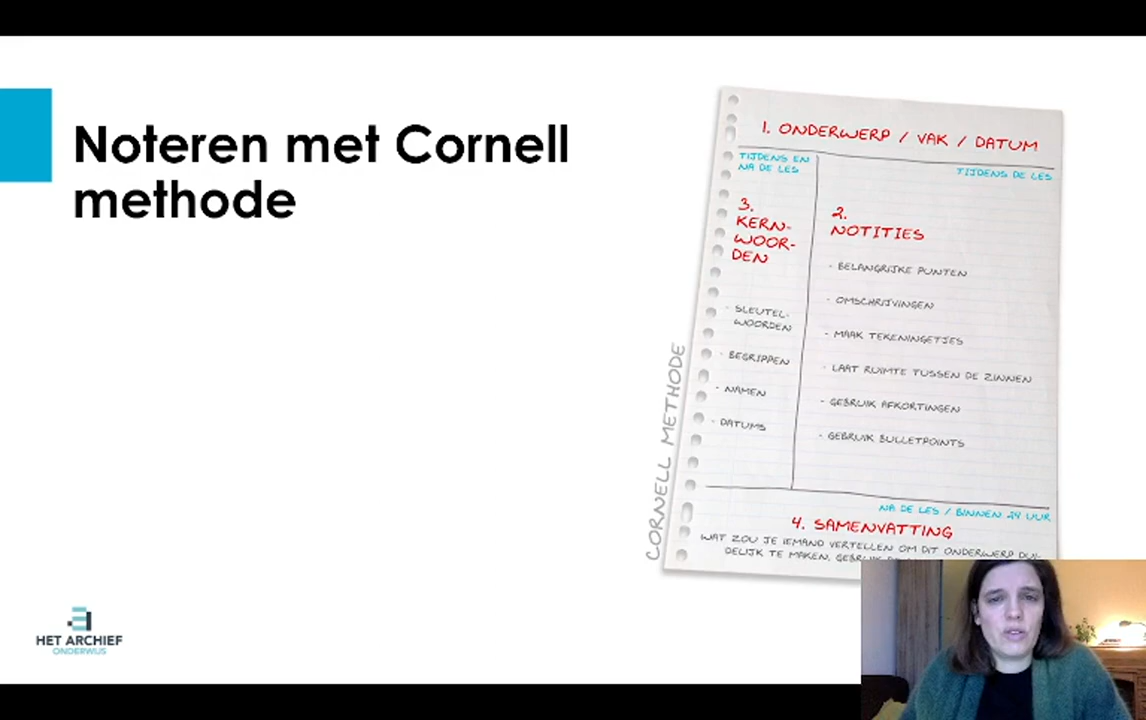 Noteren met Cornell
methode
1. ONDERWERP / VAK / DATUM
TIJDENS EN
NA DE LES
TIJDENS DE LES
3.
KERN-
WOOR-
DEN
- SLEUTEL-
WOORDEN
- BEGRIPPEN
- NAMEN
- DATUMS
2.
NOTITIES
- BELANGRIJKE PUNTEN
- OMSCHRIJVINGEN
- MAAK TEKENINGETJES
- LAAT RUIMTE TUSSEN DE ZINNEN
- GEBRUIK AFKORTINGEN
- GEBRUIK BULLETPOINTS
NA DE LES / BINNEN 24 UUR
4. SAMENVATTING
WAT ZOU JE IEMAND VERTELLEN OM DIT ONDERWERP DUI-
DELIJK TE MAKEN. GEBRUIK
CORNELL METHODE
HET ARCHIEF
ONDERWIJS